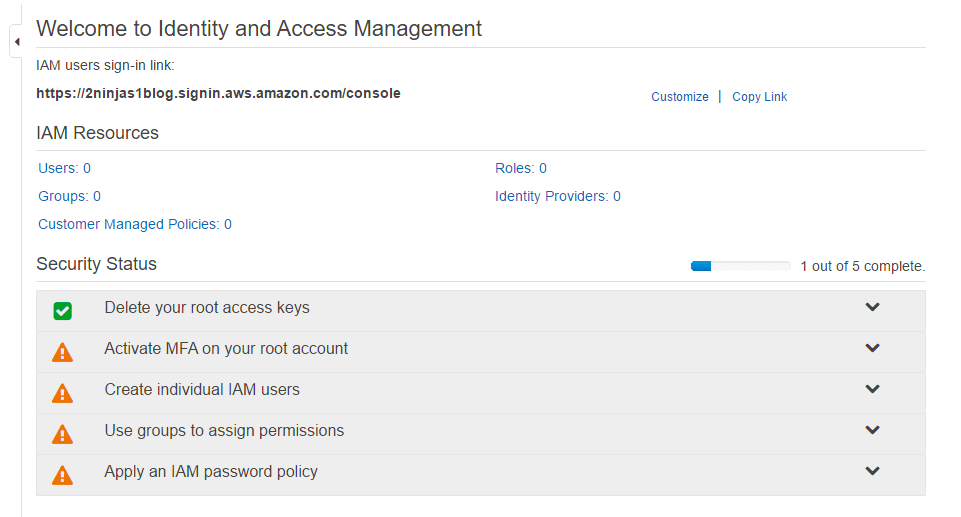 Welcome to Identity and Access Management
IAM users sign-in link:
https://2ninjas1blog.signin.aws.amazon.com/console
Customize | Copy Link
IAM Resources
Users: 0
Roles: 0
Groups: 0
Identity Providers: 0
Customer Managed Policies: 0
Security Status
1 out of 5 complete.
Delete your root access keys
Activate MFA on your root account
Create individual IAM users
Use groups to assign permissions
Apply an IAM password policy